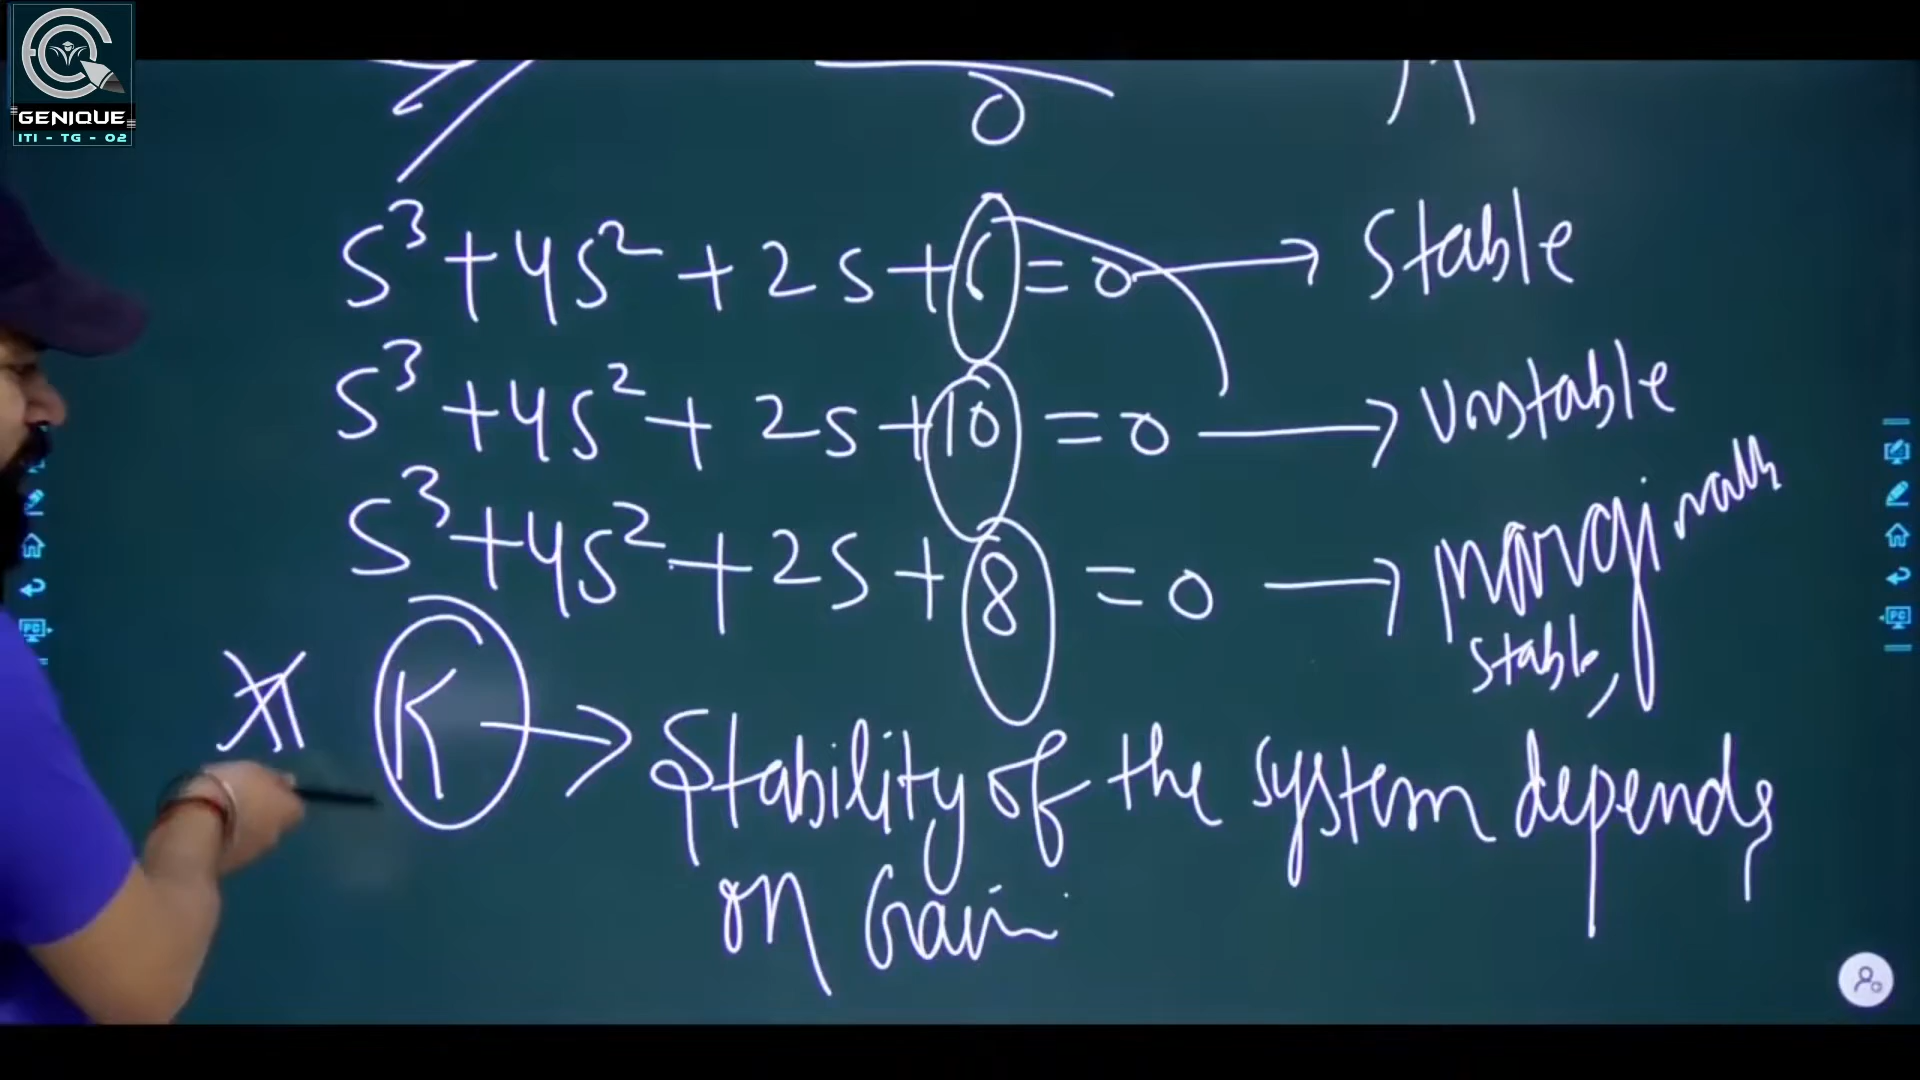 GENIQUE
ITI - TG - 02
0
S³ + 4S² + 2S + 6 = 0 → Stable
S³ + 4S² + 2S + 10 = 0 → Unstable
S³ + 4S² + 2S + 8 = 0 → marginally
stable,
K → Stability of the system depends
on Gain